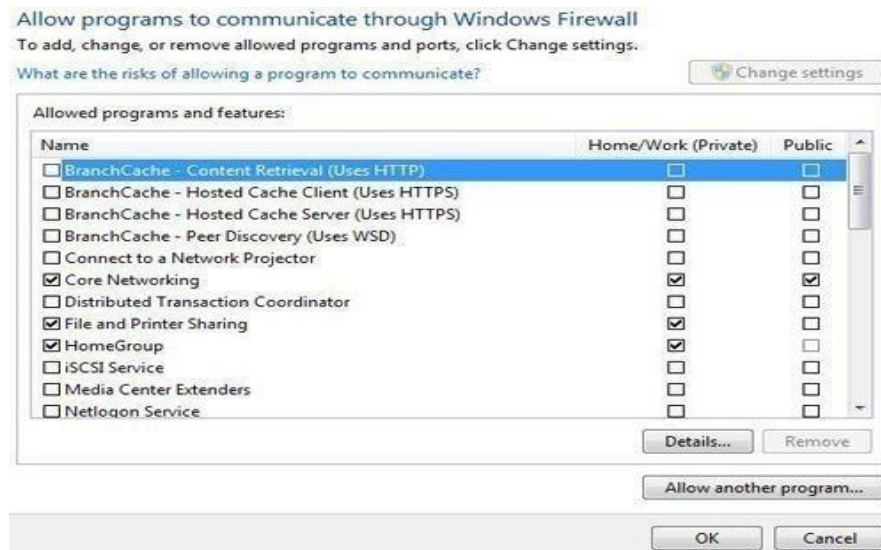 Allow programs to communicate through Windows Firewall
To add, change, or remove allowed programs and ports, click Change settings.
What are the risks of allowing a program to communicate?
Change settings
Allowed programs and features:
Name Home/Work (Private) Public
BranchCache - Content Retrieval (Uses HTTP)
BranchCache - Hosted Cache Client (Uses HTTPS)
BranchCache - Hosted Cache Server (Uses HTTPS)
BranchCache - Peer Discovery (Uses WSD)
Connect to a Network Projector
Core Networking
Distributed Transaction Coordinator
File and Printer Sharing
HomeGroup
iSCSI Service
Media Center Extenders
Netlogon Service
Details... Remove
Allow another program...
OK Cancel